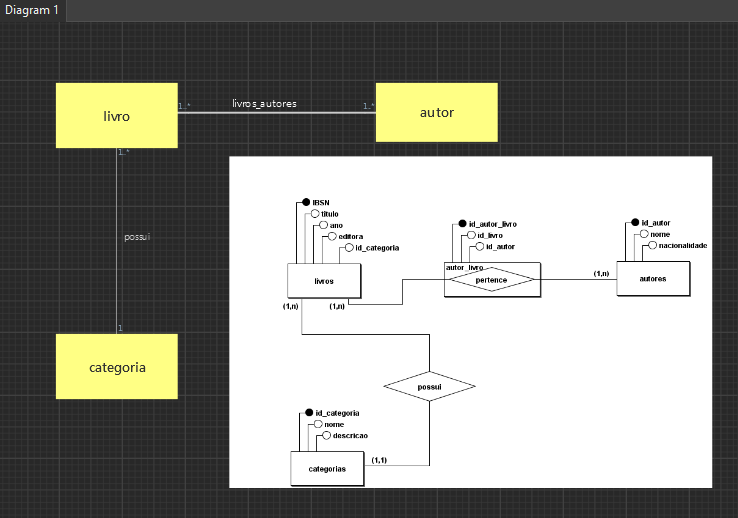 Diagram 1
livro
1..*
livros_autores
1..*
autor
1..*
possui
1
categoria
IBSN
titulo
ano
editora
id_categoria
livros
(1,n)
(1,n)
id_autor_livro
id_livro
id_autor
autor_livro
pertence
(1,n)
id_autor
nome
nacionalidade
autores
possui
id_categoria
nome
descricao
categorias
(1,1)